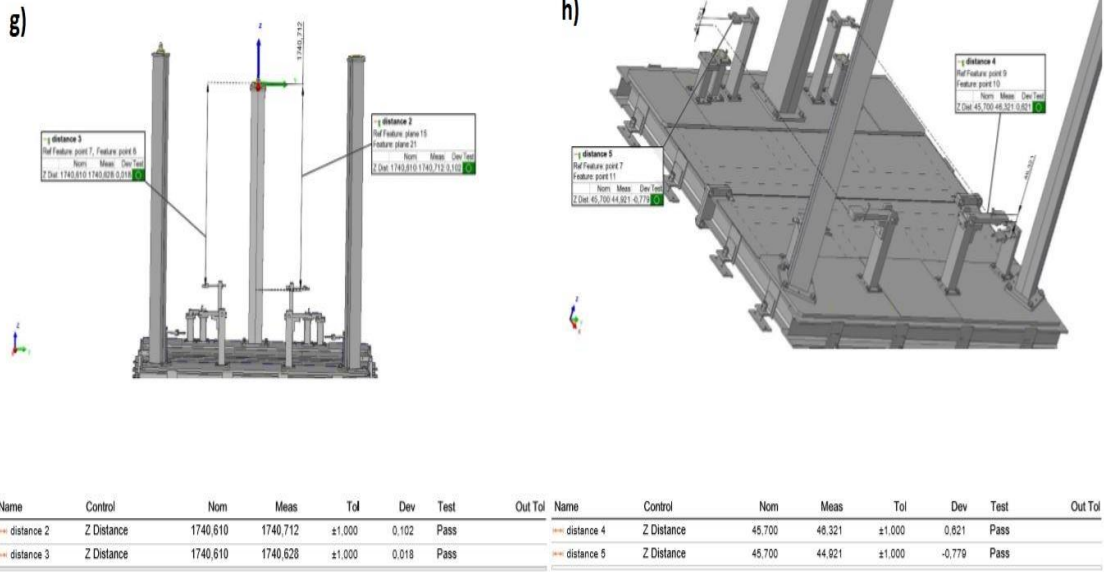 g)
z
1740,712
distance 3
Ref Feature: point 7, Feature: point 6
Nom Meas Dev Test
Z Dist 1740,610 1740,628 0,018
distance 2
Ref Feature: plane 15
Feature: plane 21
Nom Meas Dev Test
Z Dist 1740,610 1740,712 0,102
h)
distance 4
Ref Feature: point 9
Feature: point 10
Nom Meas Dev Test
Z Dist 45,700 46,321 0,621
distance 5
Ref Feature: point 7
Feature: point 11
Nom Meas Dev Test
Z Dist 45,700 44,921 -0,779
46,321
Name Control Nom Meas Tol Dev Test Out Tol
distance 2 Z Distance 1740,610 1740,712 ±1,000 0,102 Pass
distance 3 Z Distance 1740,610 1740,628 ±1,000 0,018 Pass
Name Control Nom Meas Tol Dev Test Out Tol
distance 4 Z Distance 45,700 46,321 ±1,000 0,621 Pass
distance 5 Z Distance 45,700 44,921 ±1,000 -0,779 Pass